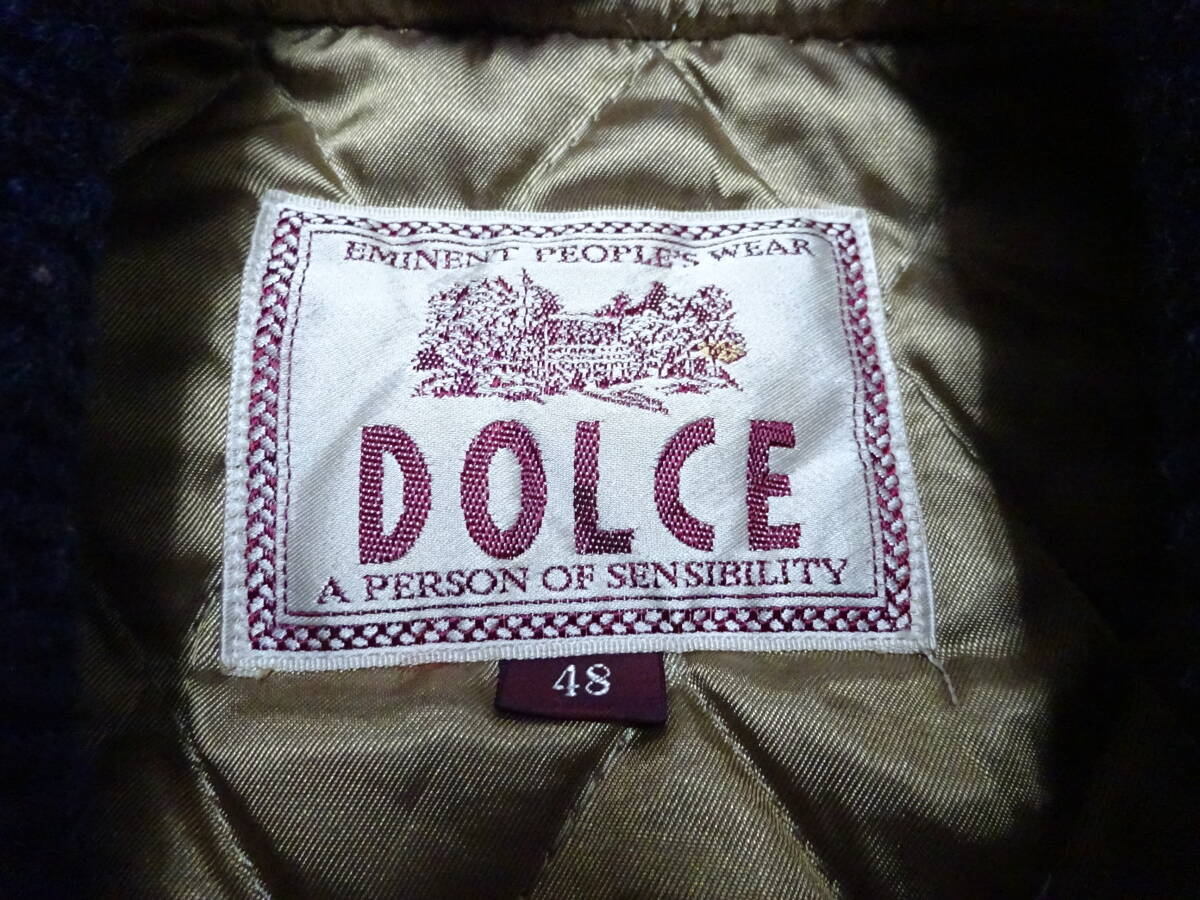 EMINENT PEOPLE'S WEAR
DOLCE
A PERSON OF SENSIBILITY
48